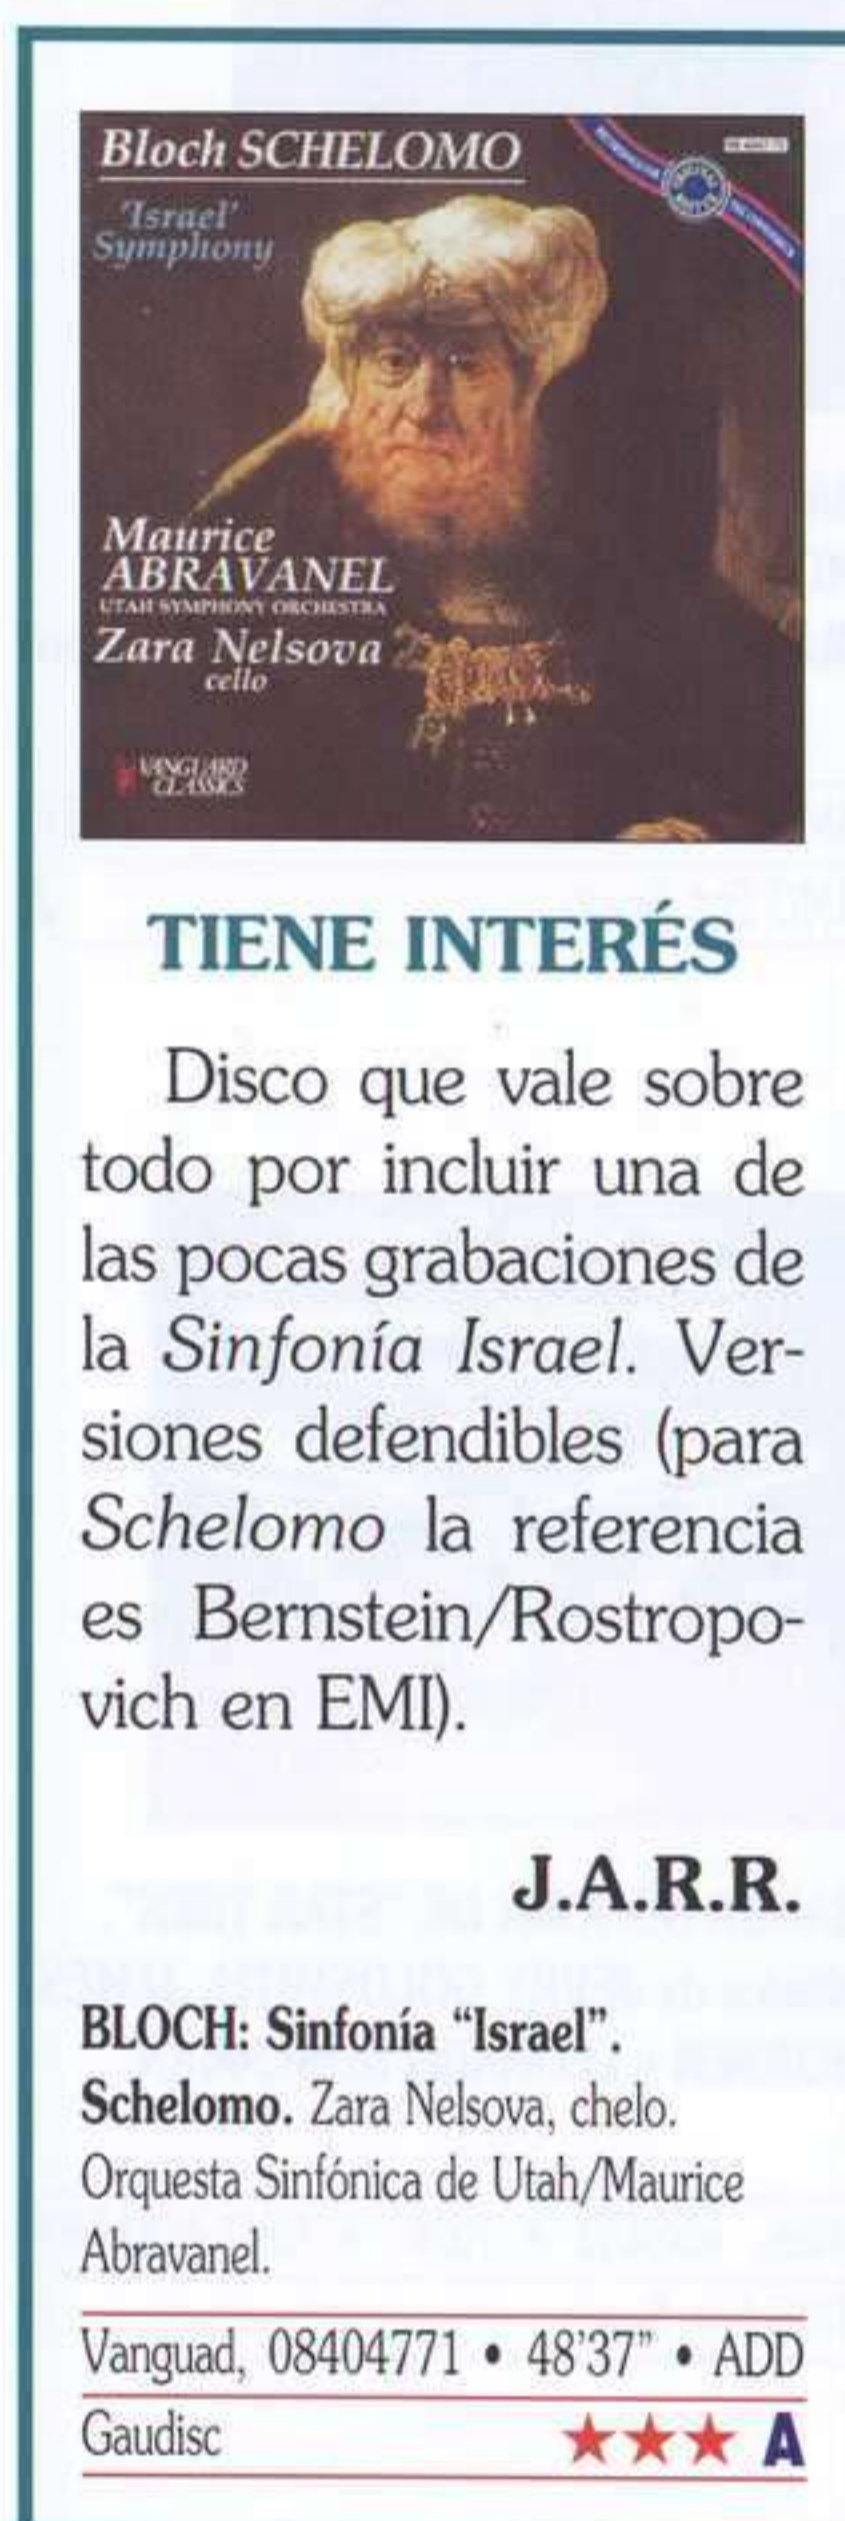 Bloch SCHELOMO
'Israel'
Symphony
Maurice
ABRAVANEL
UTAH SYMPHONY ORCHESTRA
Zara Nelsova
cello
VANGUARD
CLASSICS
TIENE INTERÉS
Disco que vale sobre
todo por incluir una de
las pocas grabaciones de
la Sinfonía Israel. Ver-
siones defendibles (para
Schelomo la referencia
es Bernstein/Rostropo-
vich en EMI).
J.A.R.R.
BLOCH: Sinfonía “Israel”.
Schelomo. Zara Nelsova, chelo.
Orquesta Sinfónica de Utah/Maurice
Abravanel.
Vanguad, 08404771 • 48'37" • ADD
Gaudisc ★★★ A